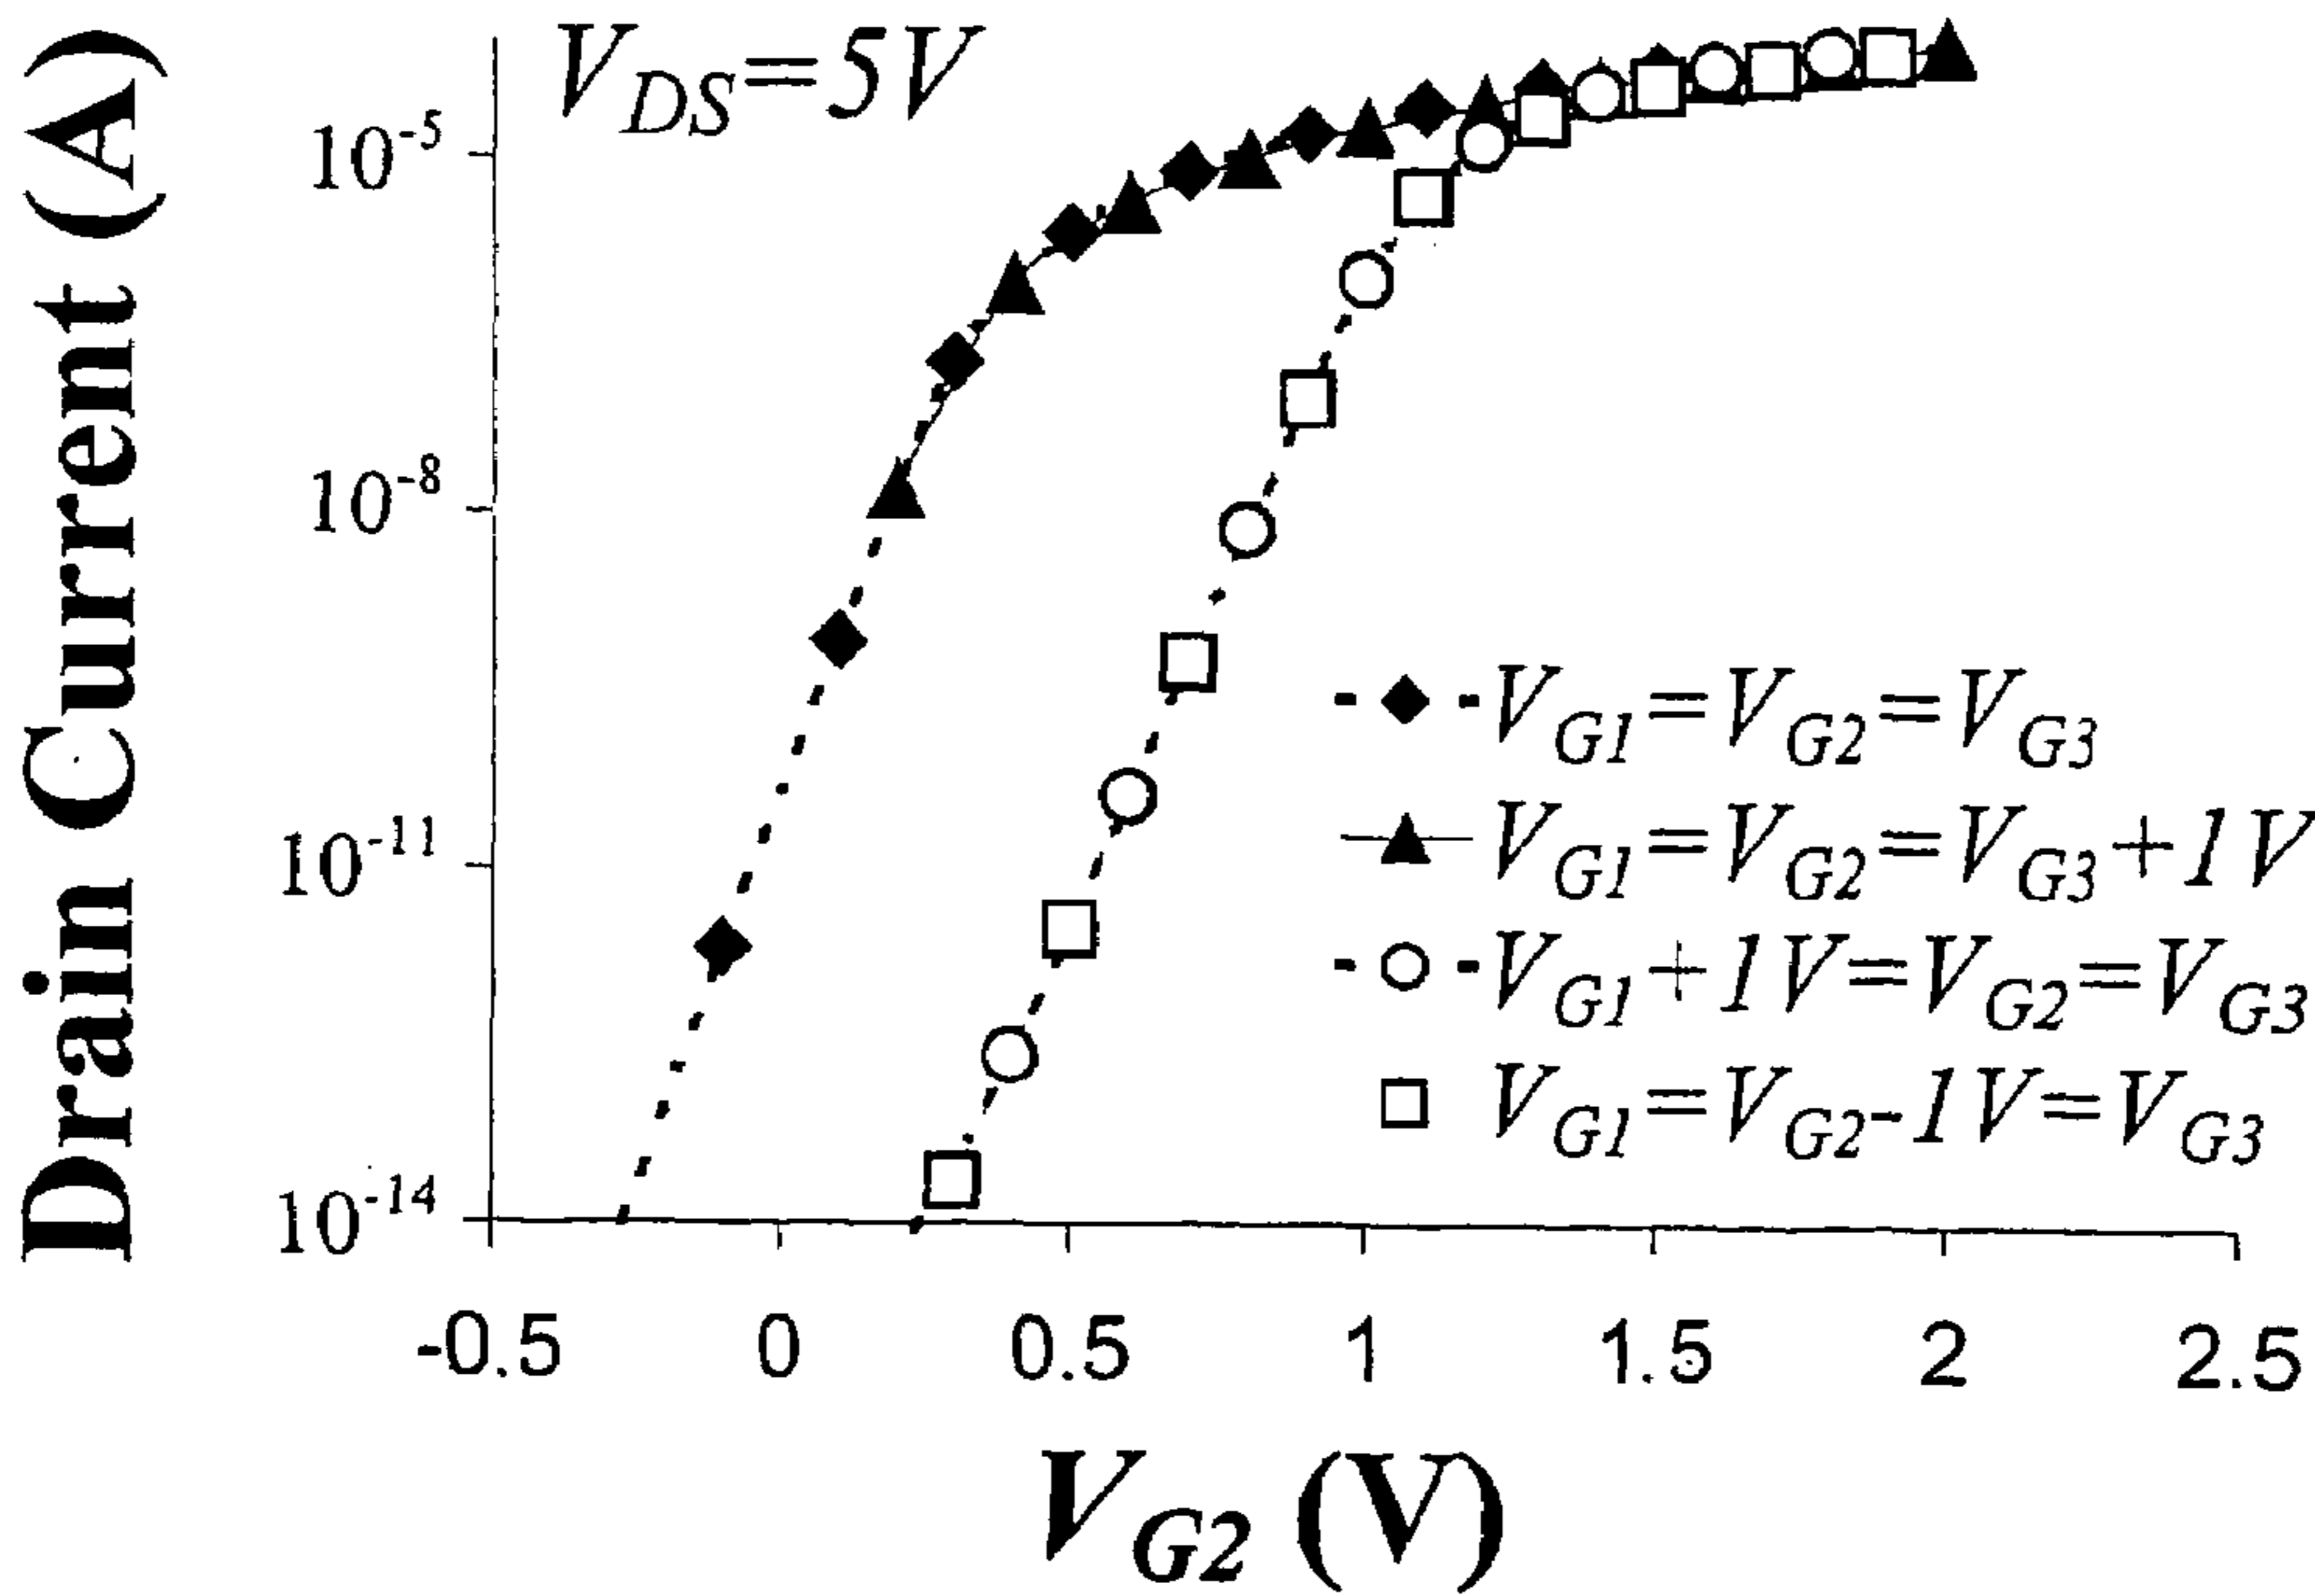 V_DS=5V
Drain Current (A)
10^-5
10^-8
10^-11
10^-14
V_G1=V_G2=V_G3
V_G1=V_G2=V_G3+1V
V_G1+1V=V_G2=V_G3
V_G1=V_G2-1V=V_G3
-0.5 0 0.5 1 1.5 2 2.5
V_G2 (V)